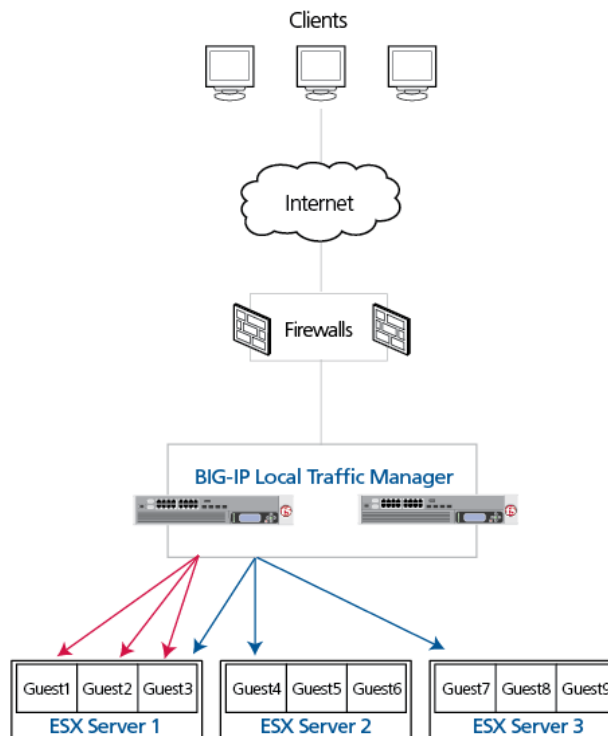 Clients
Internet
Firewalls
BIG-IP Local Traffic Manager
Guest1 Guest2 Guest3 Guest4 Guest5 Guest6 Guest7 Guest8 Guest9
ESX Server 1 ESX Server 2 ESX Server 3